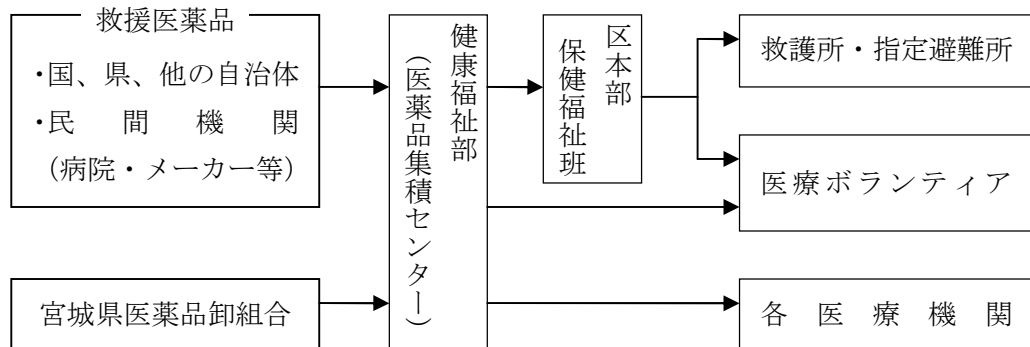 救援医薬品
・国、県、他の自治体
・民間機関
（病院・メーカー等）
宮城県医薬品卸組合
健康福祉部
（医薬品集積センター）
区本部
保健福祉班
救護所・指定避難所
医療ボランティア
各医療機関